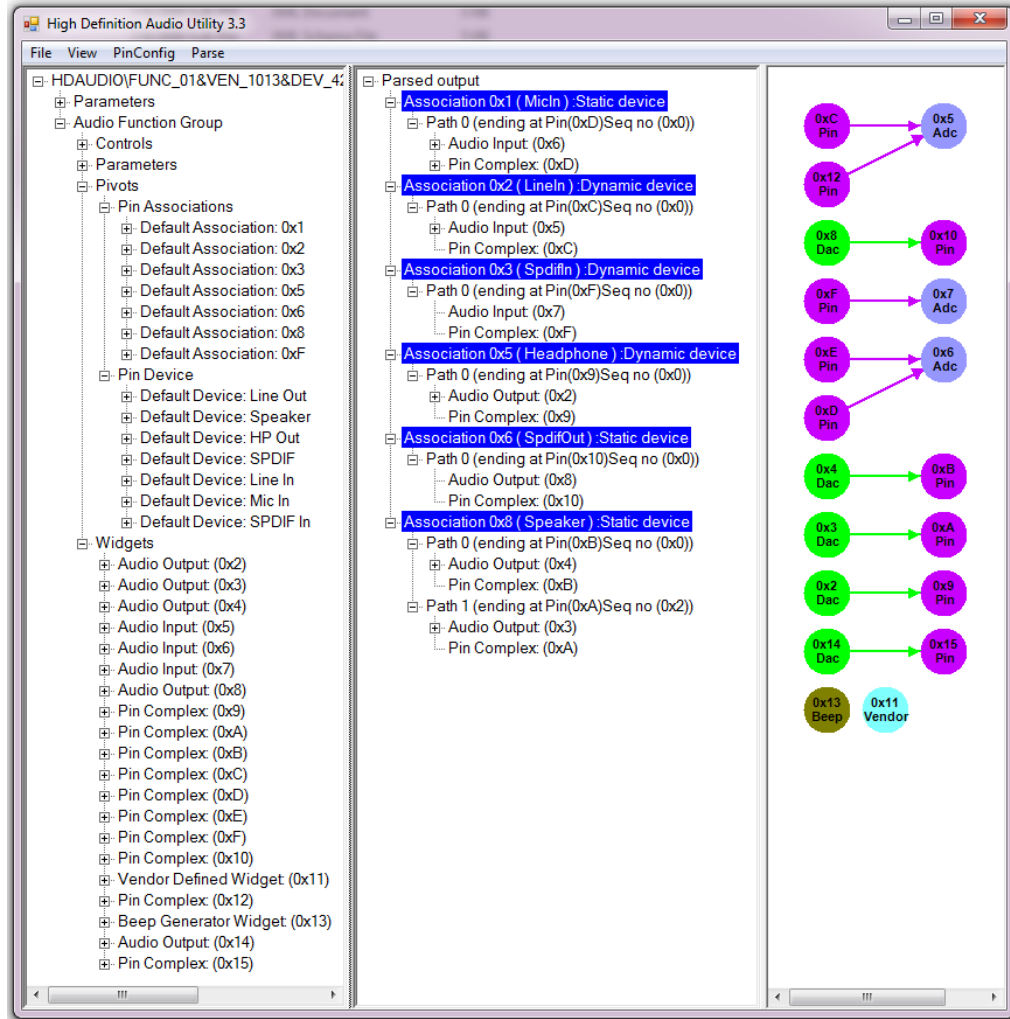 High Definition Audio Utility 3.3
File View PinConfig Parse
HDAUDIO\FUNC_01&VEN_1013&DEV_42
Parameters
Audio Function Group
Controls
Parameters
Pivots
Pin Associations
Default Association: 0x1
Default Association: 0x2
Default Association: 0x3
Default Association: 0x5
Default Association: 0x6
Default Association: 0x8
Default Association: 0xF
Pin Device
Default Device: Line Out
Default Device: Speaker
Default Device: HP Out
Default Device: SPDIF
Default Device: Line In
Default Device: Mic In
Default Device: SPDIF In
Widgets
Audio Output: (0x2)
Audio Output: (0x3)
Audio Output: (0x4)
Audio Input: (0x5)
Audio Input: (0x6)
Audio Input: (0x7)
Audio Output: (0x8)
Pin Complex: (0x9)
Pin Complex: (0xA)
Pin Complex: (0xB)
Pin Complex: (0xC)
Pin Complex: (0xD)
Pin Complex: (0xE)
Pin Complex: (0xF)
Pin Complex: (0x10)
Vendor Defined Widget: (0x11)
Pin Complex: (0x12)
Beep Generator Widget: (0x13)
Audio Output: (0x14)
Pin Complex: (0x15)
Parsed output
Association 0x1 ( MicIn ) :Static device
Path 0 (ending at Pin(0xD)Seq no (0x0))
Audio Input: (0x6)
Pin Complex: (0xD)
Association 0x2 ( LineIn ) :Dynamic device
Path 0 (ending at Pin(0xC)Seq no (0x0))
Audio Input: (0x5)
Pin Complex: (0xC)
Association 0x3 ( SpdifIn ) :Dynamic device
Path 0 (ending at Pin(0xF)Seq no (0x0))
Audio Input: (0x7)
Pin Complex: (0xF)
Association 0x5 ( Headphone ) :Dynamic device
Path 0 (ending at Pin(0x9)Seq no (0x0))
Audio Output: (0x2)
Pin Complex: (0x9)
Association 0x6 ( SpdifOut ) :Static device
Path 0 (ending at Pin(0x10)Seq no (0x0))
Audio Output: (0x8)
Pin Complex: (0x10)
Association 0x8 ( Speaker ) :Static device
Path 0 (ending at Pin(0xB)Seq no (0x0))
Audio Output: (0x4)
Pin Complex: (0xB)
Path 1 (ending at Pin(0xA)Seq no (0x2))
Audio Output: (0x3)
Pin Complex: (0xA)
0xC
Pin
0x5
Adc
0x12
Pin
0x8
Dac
0x10
Pin
0xF
Pin
0x7
Adc
0xE
Pin
0x6
Adc
0xD
Pin
0x4
Dac
0xB
Pin
0x3
Dac
0xA
Pin
0x2
Dac
0x9
Pin
0x14
Dac
0x15
Pin
0x13
Beep
0x11
Vendor